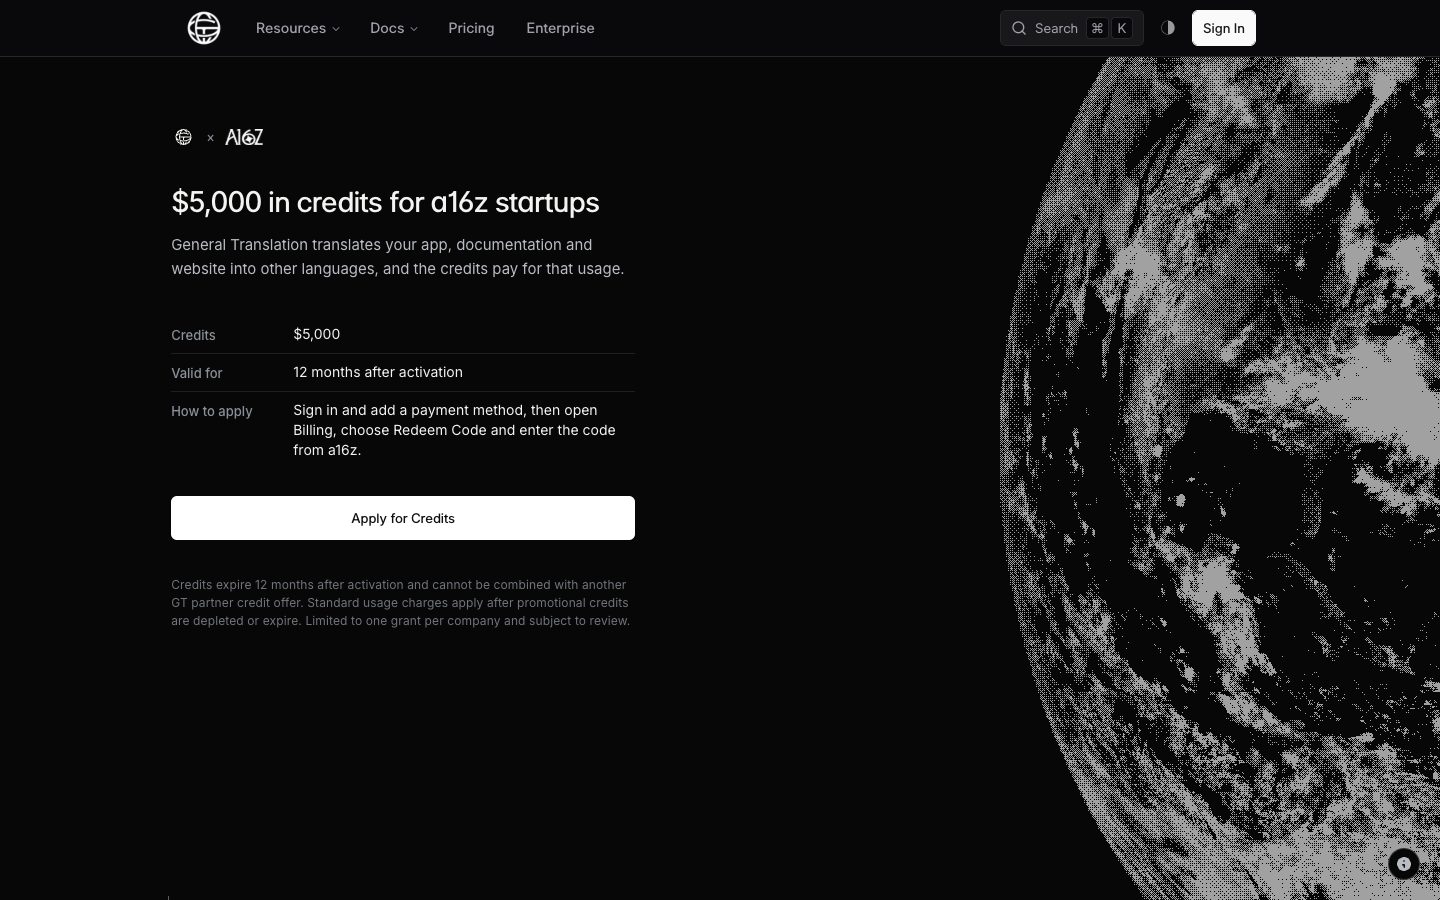 Resources
Docs
Pricing
Enterprise
Search ⌘ K
Sign In
× A16Z
$5,000 in credits for a16z startups
General Translation translates your app, documentation and
website into other languages, and the credits pay for that usage.
Credits
$5,000
Valid for
12 months after activation
How to apply
Sign in and add a payment method, then open
Billing, choose Redeem Code and enter the code
from a16z.
Apply for Credits
Credits expire 12 months after activation and cannot be combined with another
GT partner credit offer. Standard usage charges apply after promotional credits
are depleted or expire. Limited to one grant per company and subject to review.